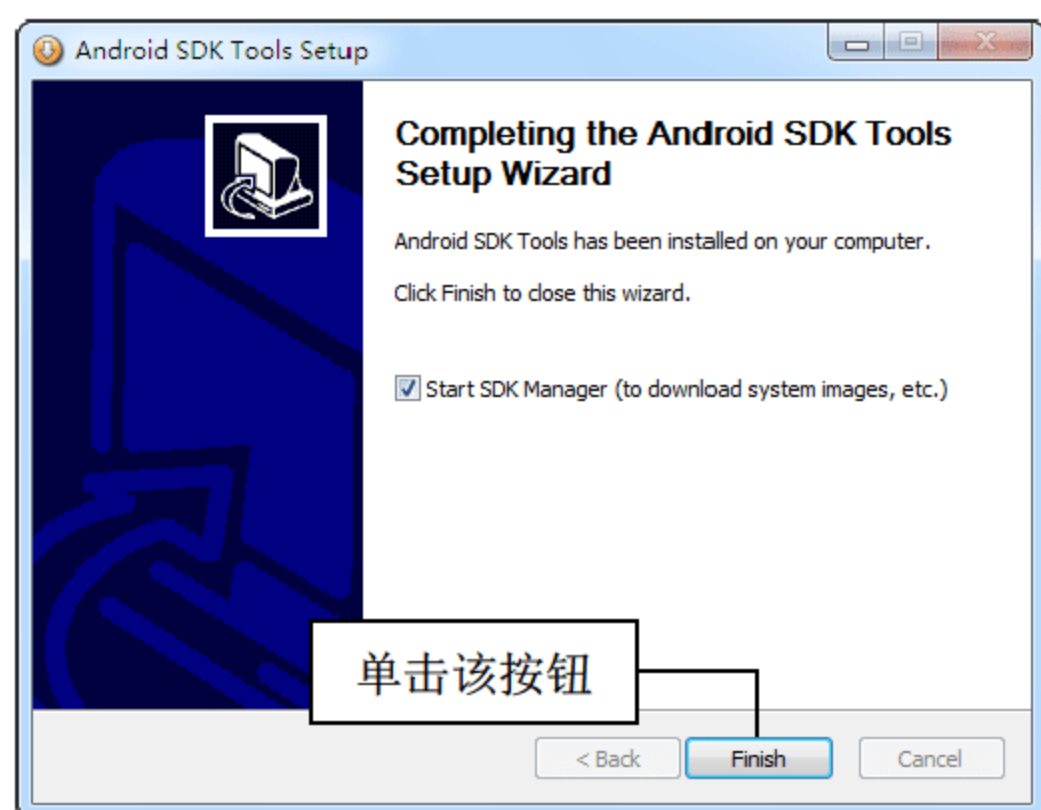 Android SDK Tools Setup
Completing the Android SDK Tools
Setup Wizard
Android SDK Tools has been installed on your computer.
Click Finish to close this wizard.
Start SDK Manager (to download system images, etc.)
单击该按钮
< Back
Finish
Cancel